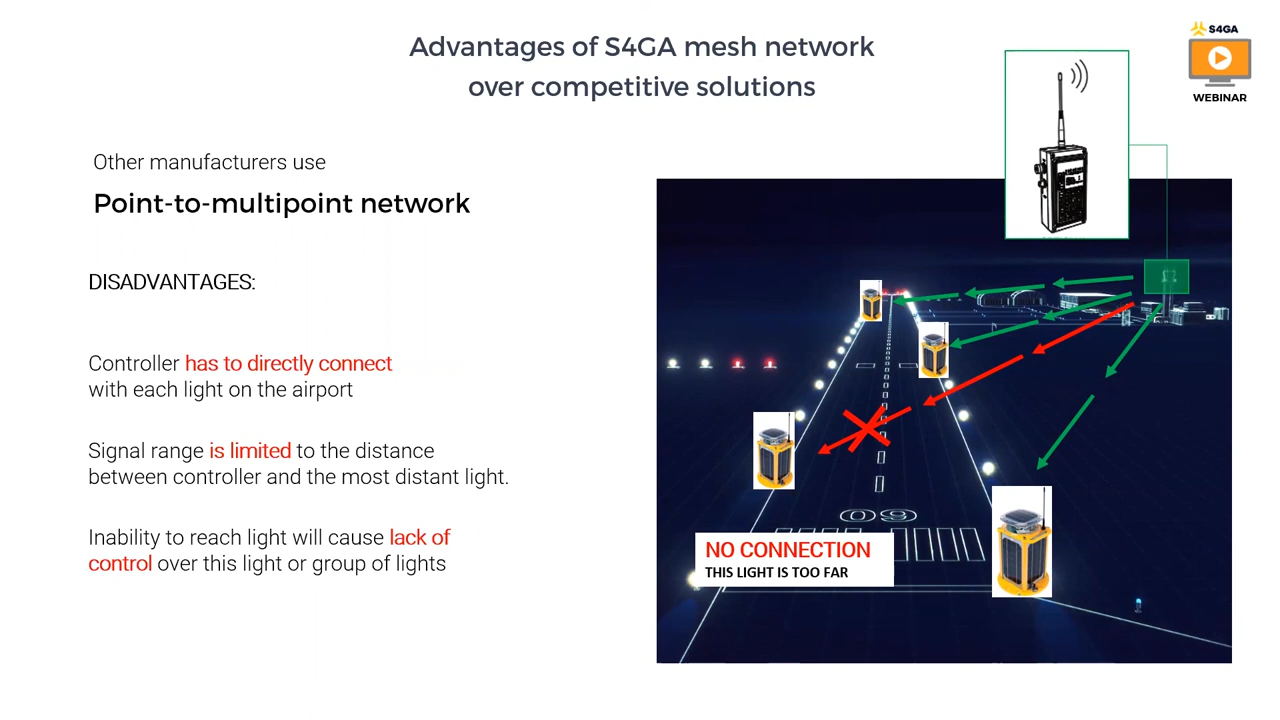 Advantages of S4GA mesh network
over competitive solutions
S4GA
WEBINAR
Other manufacturers use
Point-to-multipoint network
DISADVANTAGES:
Controller has to directly connect
with each light on the airport
Signal range is limited to the distance
between controller and the most distant light.
Inability to reach light will cause lack of
control over this light or group of lights
09
NO CONNECTION
THIS LIGHT IS TOO FAR